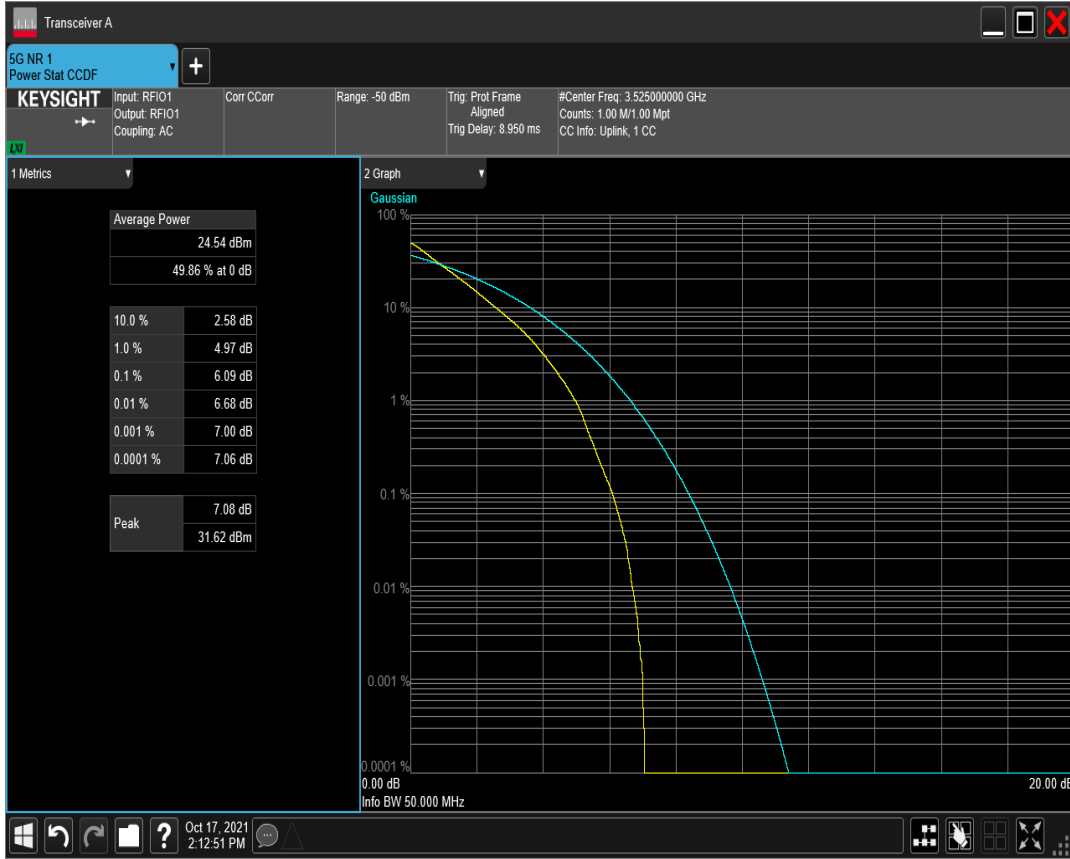 Transceiver A
5G NR 1
Power Stat CCDF
+
KEYSIGHT
LXI
Input: RFIO1
Output: RFIO1
Coupling: AC
Corr CCorr
Range: -50 dBm
Trig: Prot Frame
Aligned
Trig Delay: 8.950 ms
#Center Freq: 3.525000000 GHz
Counts: 1.00 M/1.00 Mpt
CC Info: Uplink, 1 CC
1 Metrics
Average Power
24.54 dBm
49.86 % at 0 dB
10.0 % 2.58 dB
1.0 % 4.97 dB
0.1 % 6.09 dB
0.01 % 6.68 dB
0.001 % 7.00 dB
0.0001 % 7.06 dB
Peak
7.08 dB
31.62 dBm
2 Graph
Gaussian
100 %
10 %
1 %
0.1 %
0.01 %
0.001 %
0.0001 %
0.00 dB 20.00 dB
Info BW 50.000 MHz
?
Oct 17, 2021
2:12:51 PM